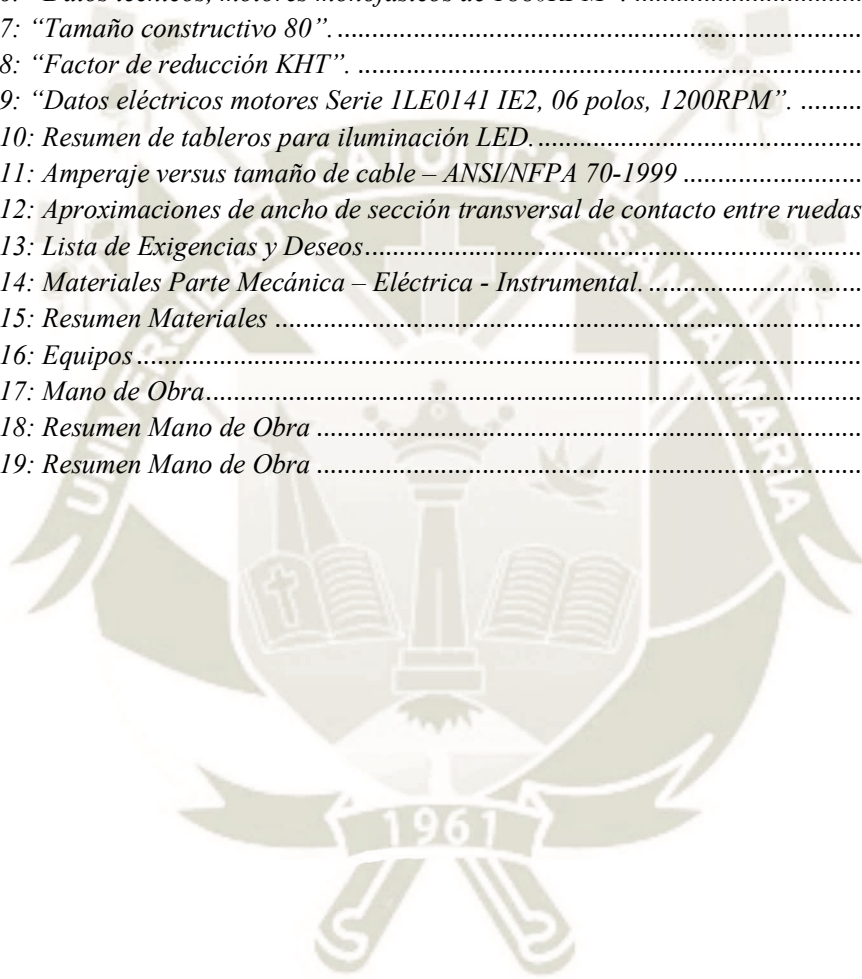 7: “Tamaño constructivo 80”. ........................................................................
8: “Factor de reducción KHT”. .....................................................................
9: “Datos eléctricos motores Serie 1LE0141 IE2, 06 polos, 1200RPM”. .........
10: Resumen de tableros para iluminación LED. .............................................
11: Amperaje versus tamaño de cable – ANSI/NFPA 70-1999 ..........................
12: Aproximaciones de ancho de sección transversal de contacto entre ruedas
13: Lista de Exigencias y Deseos ......................................................................
14: Materiales Parte Mecánica – Eléctrica - Instrumental. ...............................
15: Resumen Materiales .....................................................................................
16: Equipos .........................................................................................................
17: Mano de Obra ...............................................................................................
18: Resumen Mano de Obra ..............................................................................
19: Resumen Mano de Obra ..............................................................................
UNIVERSIDAD CATOLICA SANTA MARIA
1961